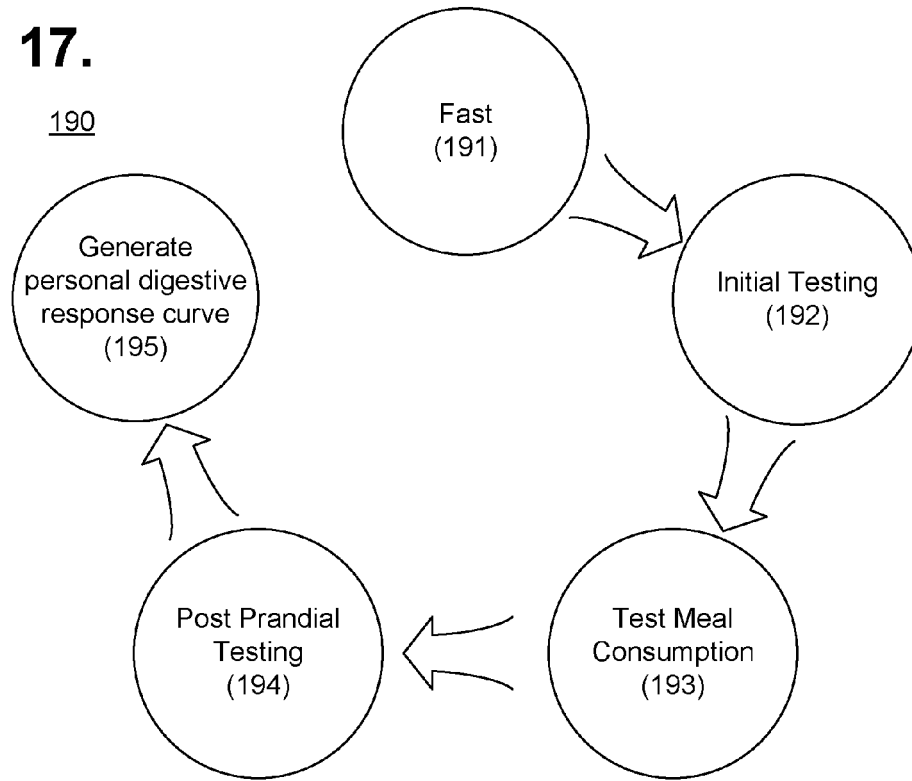 17.
190
Fast
(191)
Initial Testing
(192)
Test Meal
Consumption
(193)
Post Prandial
Testing
(194)
Generate
personal digestive
response curve
(195)